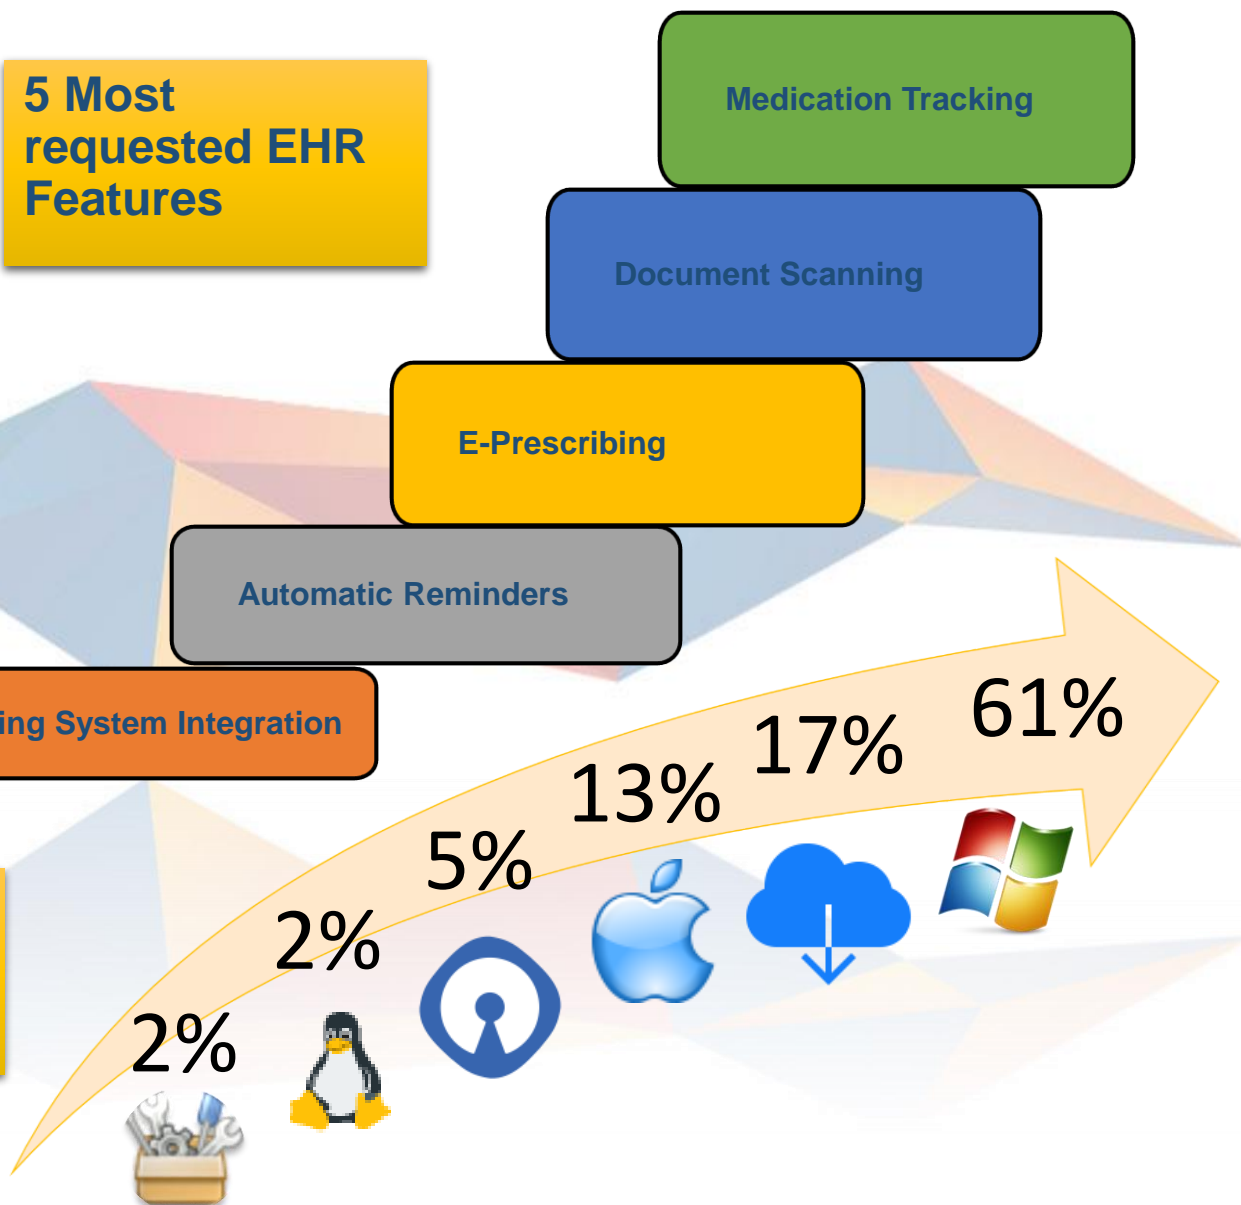 5 Most
requested EHR
Features
Medication Tracking
Document Scanning
E-Prescribing
Automatic Reminders
ing System Integration
61%
17%
13%
5%
2%
2%